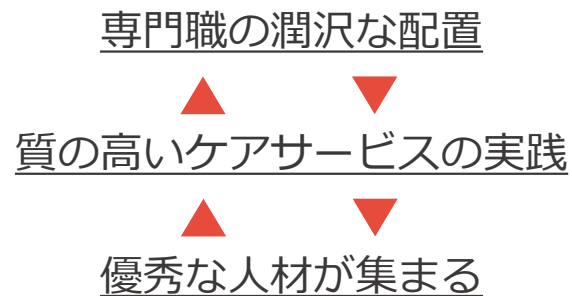 専門職の潤沢な配置
質の高いケアサービスの実践
優秀な人材が集まる